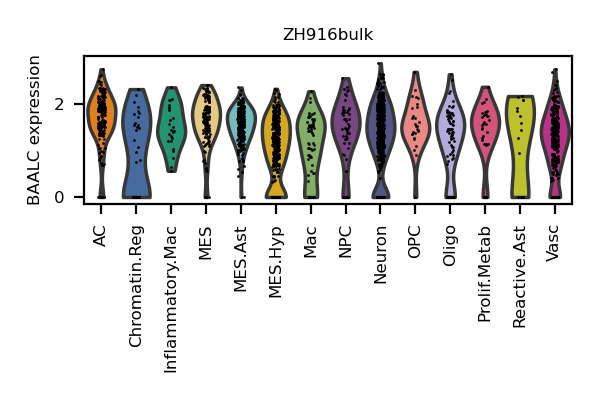 ZH916bulk
BAALC expression
2
0
AC
Chromatin.Reg
Inflammatory.Mac
MES
MES.Ast
MES.Hyp
Mac
NPC
Neuron
OPC
Oligo
Prolif.Metab
Reactive.Ast
Vasc